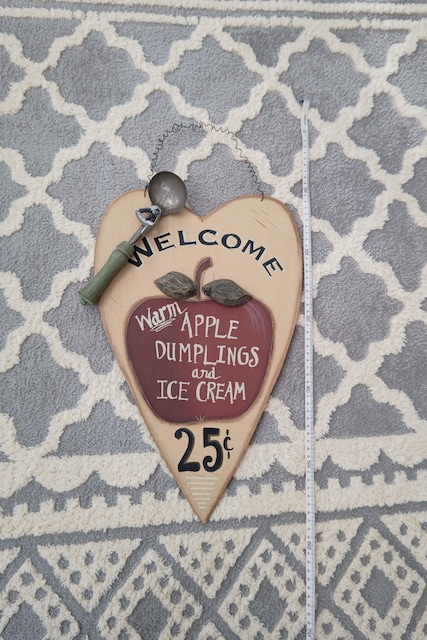 WELCOME
Warm
APPLE
DUMPLINGS
and
ICE CREAM
25¢